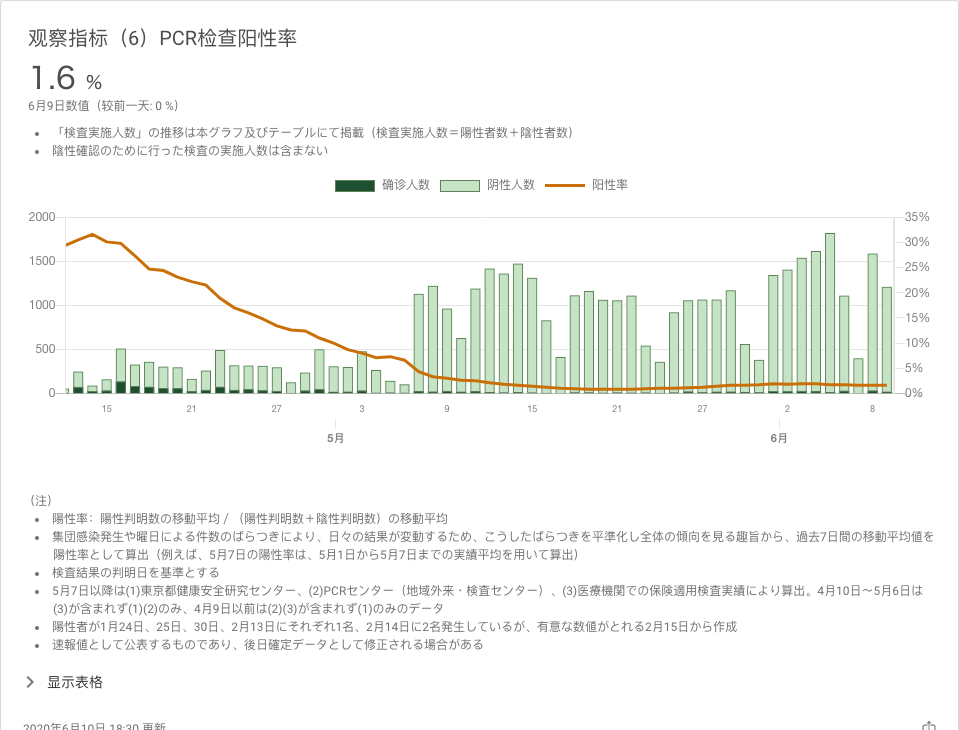 观察指标（6）PCR检查阳性率
1.6 %
6月9日数值（较前一天: 0 %）
「検査実施人数」の推移は本グラフ及びテーブルにて掲載（検査実施人数＝陽性者数＋陰性者数）
陰性確認のために行った検査の実施人数は含まない
确诊人数 阴性人数 阳性率
2000 35%
30%
1500 25%
20%
1000 15%
10%
500 5%
0 0%
15 21 27 3 9 15 21 27 2 8
5月 6月
（注）
陽性率：陽性判明数の移動平均 / （陽性判明数＋陰性判明数）の移動平均
集団感染発生や曜日による件数のばらつきにより、日々の結果が変動するため、こうしたばらつきを平準化し全体の傾向を見る趣旨から、過去7日間の移動平均値を
陽性率として算出（例えば、5月7日の陽性率は、5月1日から5月7日までの実績平均を用いて算出）
検査結果の判明日を基準とする
5月7日以降は(1)東京都健康安全研究センター、(2)PCRセンター（地域外来・検査センター）、(3)医療機関での保険適用検査実績により算出。4月10日～5月6日は
(3)が含まれず(1)(2)のみ、4月9日以前は(2)(3)が含まれず(1)のみのデータ
陽性者が1月24日、25日、30日、2月13日にそれぞれ1名、2月14日に2名発生しているが、有意な数値がとれる2月15日から作成
速報値として公表するものであり、後日確定データとして修正される場合がある
显示表格
2020年6月10日 18:30 更新